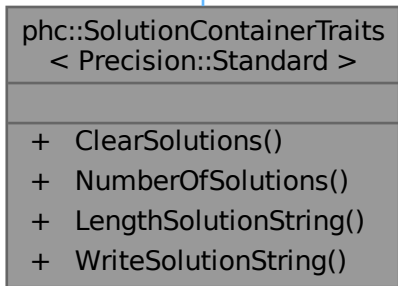 phc::SolutionContainerTraits
< Precision::Standard >
+ ClearSolutions()
+ NumberOfSolutions()
+ LengthSolutionString()
+ WriteSolutionString()